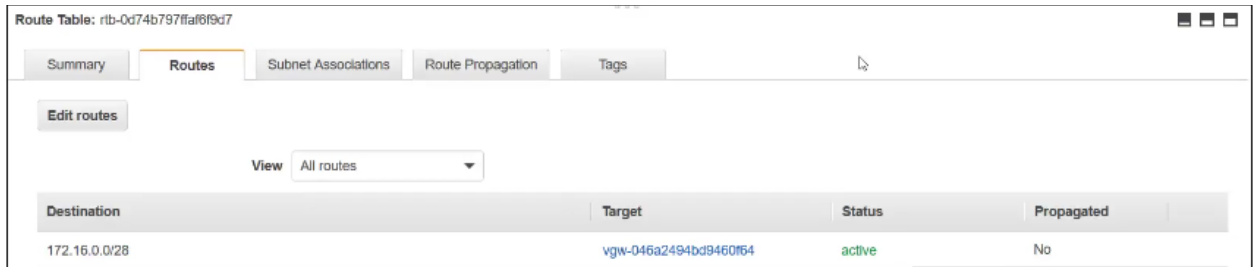 Route Table: rtb-0d74b797ffaf6f9d7
Summary Routes Subnet Associations Route Propagation Tags
Edit routes
View All routes
Destination Target Status Propagated
172.16.0.0/28 vgw-046a2494bd9460f64 active No